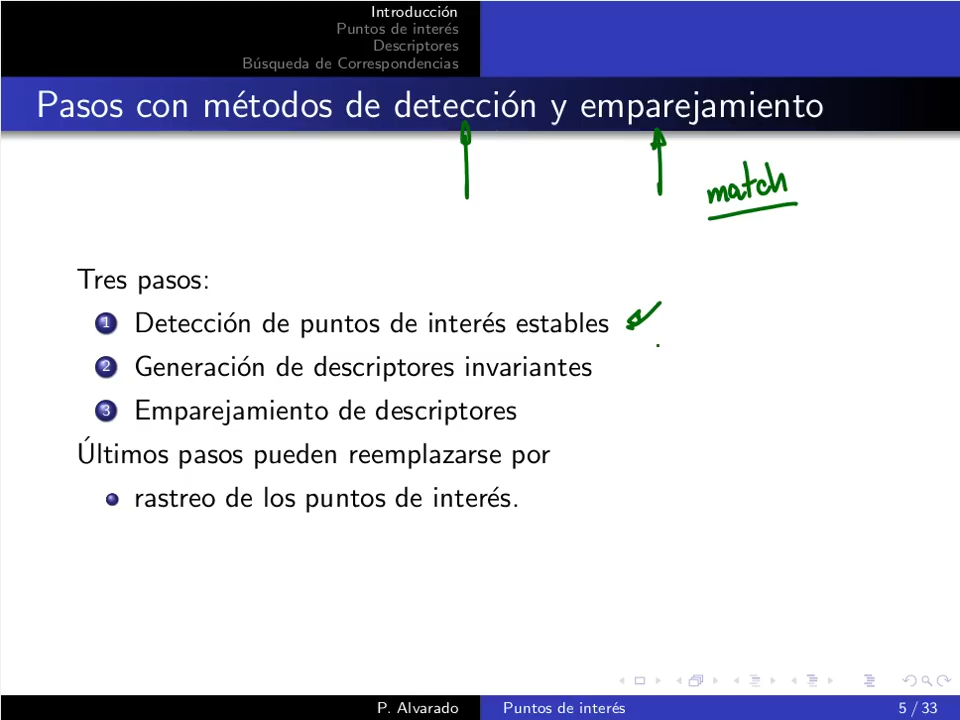 Introducción
Puntos de interés
Descriptores
Búsqueda de Correspondencias
Pasos con métodos de detección y emparejamiento
match
Tres pasos:
1 Detección de puntos de interés estables
2 Generación de descriptores invariantes
3 Emparejamiento de descriptores
Últimos pasos pueden reemplazarse por
rastreo de los puntos de interés.
P. Alvarado Puntos de interés 5 / 33